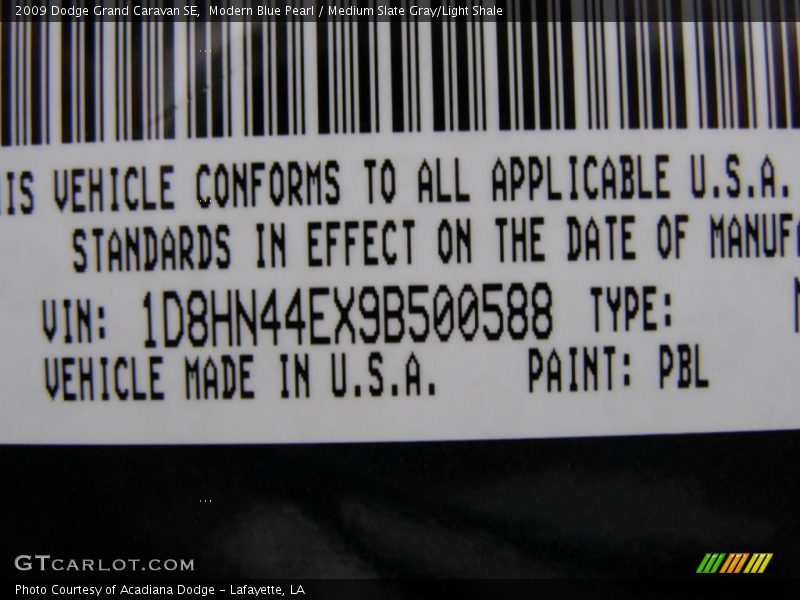 2009 Dodge Grand Caravan SE, Modern Blue Pearl / Medium Slate Gray/Light Shale
VEHICLE CONFORMS TO ALL APPLICABLE U.S.A.
STANDARDS IN EFFECT ON THE DATE OF
VIN: 1D8HN44EX9B500588 TYPE:
VEHICLE MADE IN U.S.A. PAINT: PBL
GTCARLOT.COM
Photo Courtesy of Acadiana Dodge - Lafayette, LA